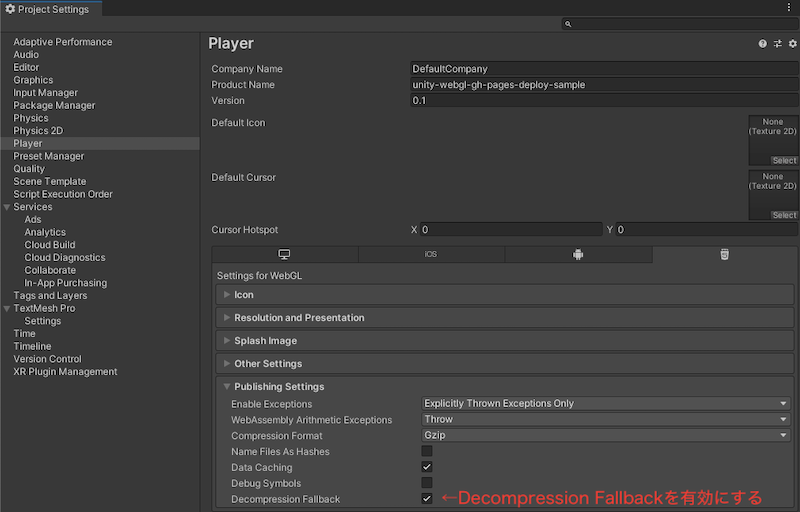 Project Settings
Adaptive Performance
Audio
Editor
Graphics
Input Manager
Package Manager
Physics
Physics 2D
Player
Preset Manager
Quality
Scene Template
Script Execution Order
Services
Ads
Analytics
Cloud Build
Cloud Diagnostics
Collaborate
In-App Purchasing
Tags and Layers
TextMesh Pro
Settings
Time
Timeline
Version Control
XR Plugin Management
Player
Company Name DefaultCompany
Product Name unity-webgl-gh-pages-deploy-sample
Version 0.1
Default Icon
None
(Texture 2D)
Select
Default Cursor
None
(Texture 2D)
Select
Cursor Hotspot X 0 Y 0
iOS
Settings for WebGL
Icon
Resolution and Presentation
Splash Image
Other Settings
Publishing Settings
Enable Exceptions Explicitly Thrown Exceptions Only
WebAssembly Arithmetic Exceptions Throw
Compression Format Gzip
Name Files As Hashes
Data Caching
Debug Symbols
Decompression Fallback ←Decompression Fallbackを有効にする